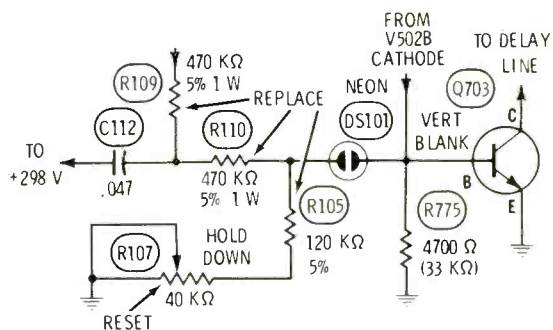 FROM
V502B
CATHODE
TO DELAY
LINE
470 KΩ
5% 1 W
R109
REPLACE
NEON
Q703
C112
R110
DS101
VERT
BLANK
C
TO
+298 V
.047
470 KΩ
5% 1 W
B
E
R105
R775
R107
HOLD
DOWN
120 KΩ
5%
4700 Ω
(33 KΩ)
40 KΩ
RESET